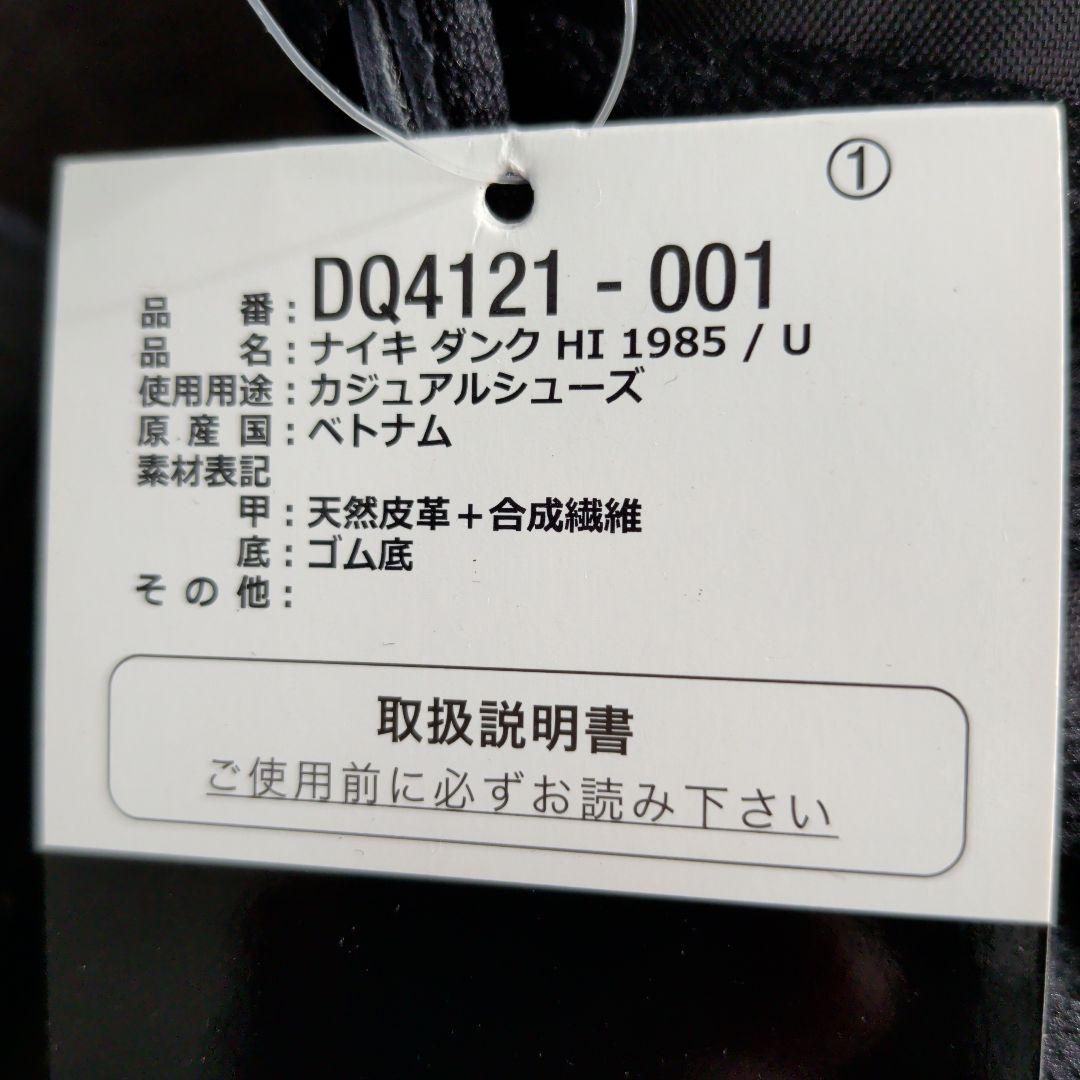 ①
品 番：DQ4121 - 001
品 名：ナイキ ダンク HI 1985 / U
使用用途：カジュアルシューズ
原産国：ベトナム
素材表記
甲：天然皮革＋合成繊維
底：ゴム底
その他：
取扱説明書
ご使用前に必ずお読み下さい